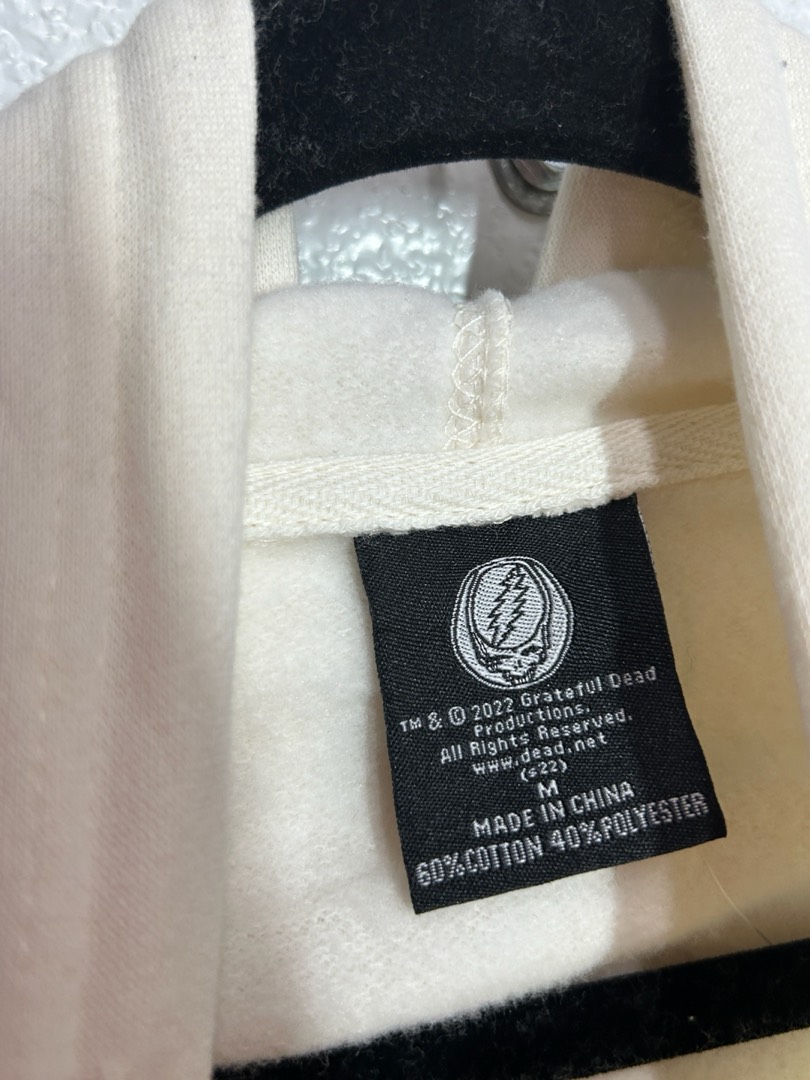 ™ & © 2022 Grateful Dead
Productions.
All Rights Reserved.
www.dead.net
(s22)
M
MADE IN CHINA
60%COTTON 40%POLYESTER